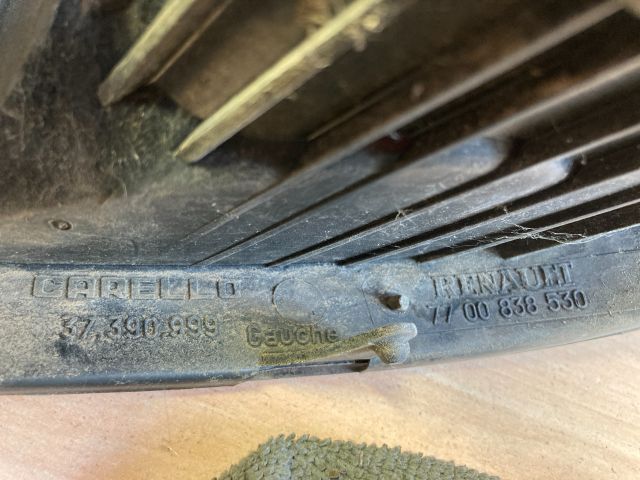 CARELLO
37.390.999
Gauche
RENAULT
77 00 838 530